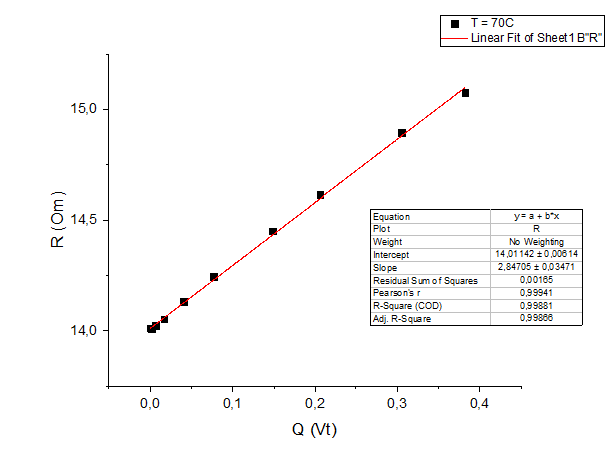 T = 70C
Linear Fit of Sheet1 B"R"
15,0
14,5
14,0
R (Om)
Equation y = a + b*x
Plot R
Weight No Weighting
Intercept 14,01142 ± 0,00614
Slope 2,84705 ± 0,03471
Residual Sum of Squares 0,00165
Pearson's r 0,99941
R-Square (COD) 0,99881
Adj. R-Square 0,99866
0,0 0,1 0,2 0,3 0,4
Q (Vt)